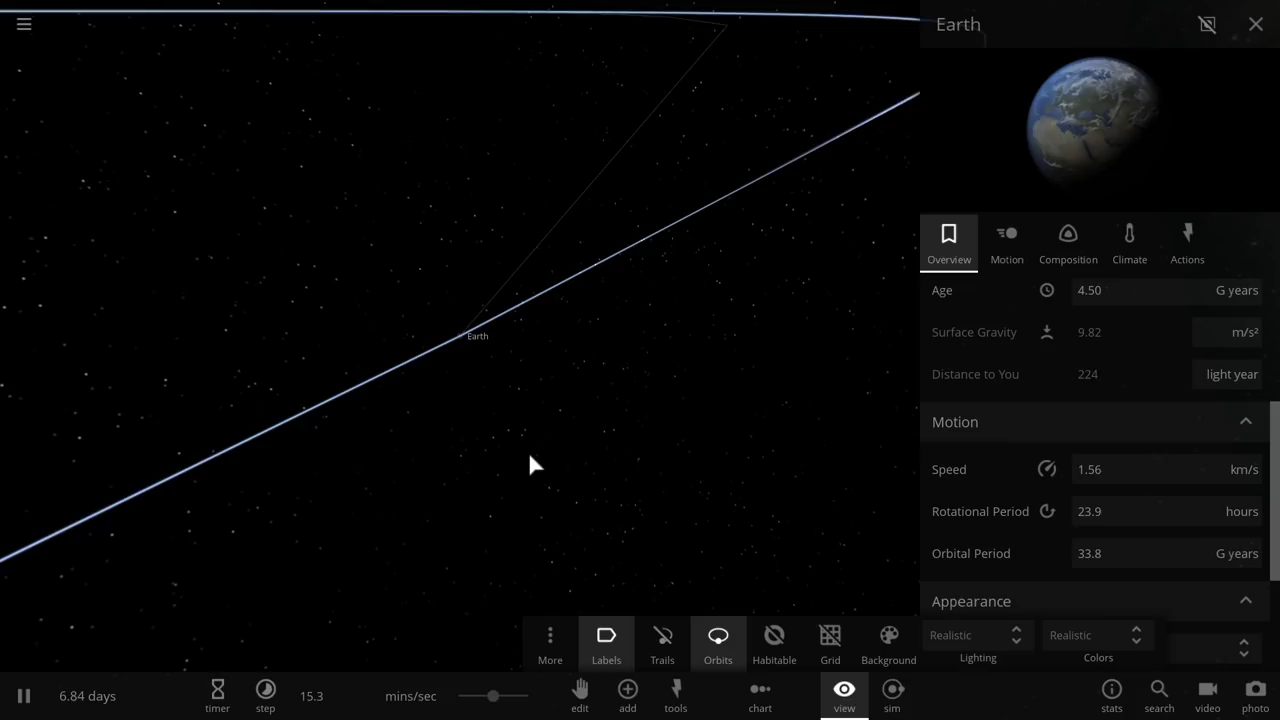 Earth
Overview
Motion
Composition
Climate
Actions
Age 4.50 G years
Surface Gravity 9.82 m/s²
Distance to You 224 light year
Motion
Speed 1.56 km/s
Rotational Period 23.9 hours
Orbital Period 33.8 G years
Appearance
Realistic Realistic
Lighting Colors
Earth
More Labels Trails Orbits Habitable Grid Background
6.84 days timer step 15.3 mins/sec edit add tools chart view sim stats search video photo